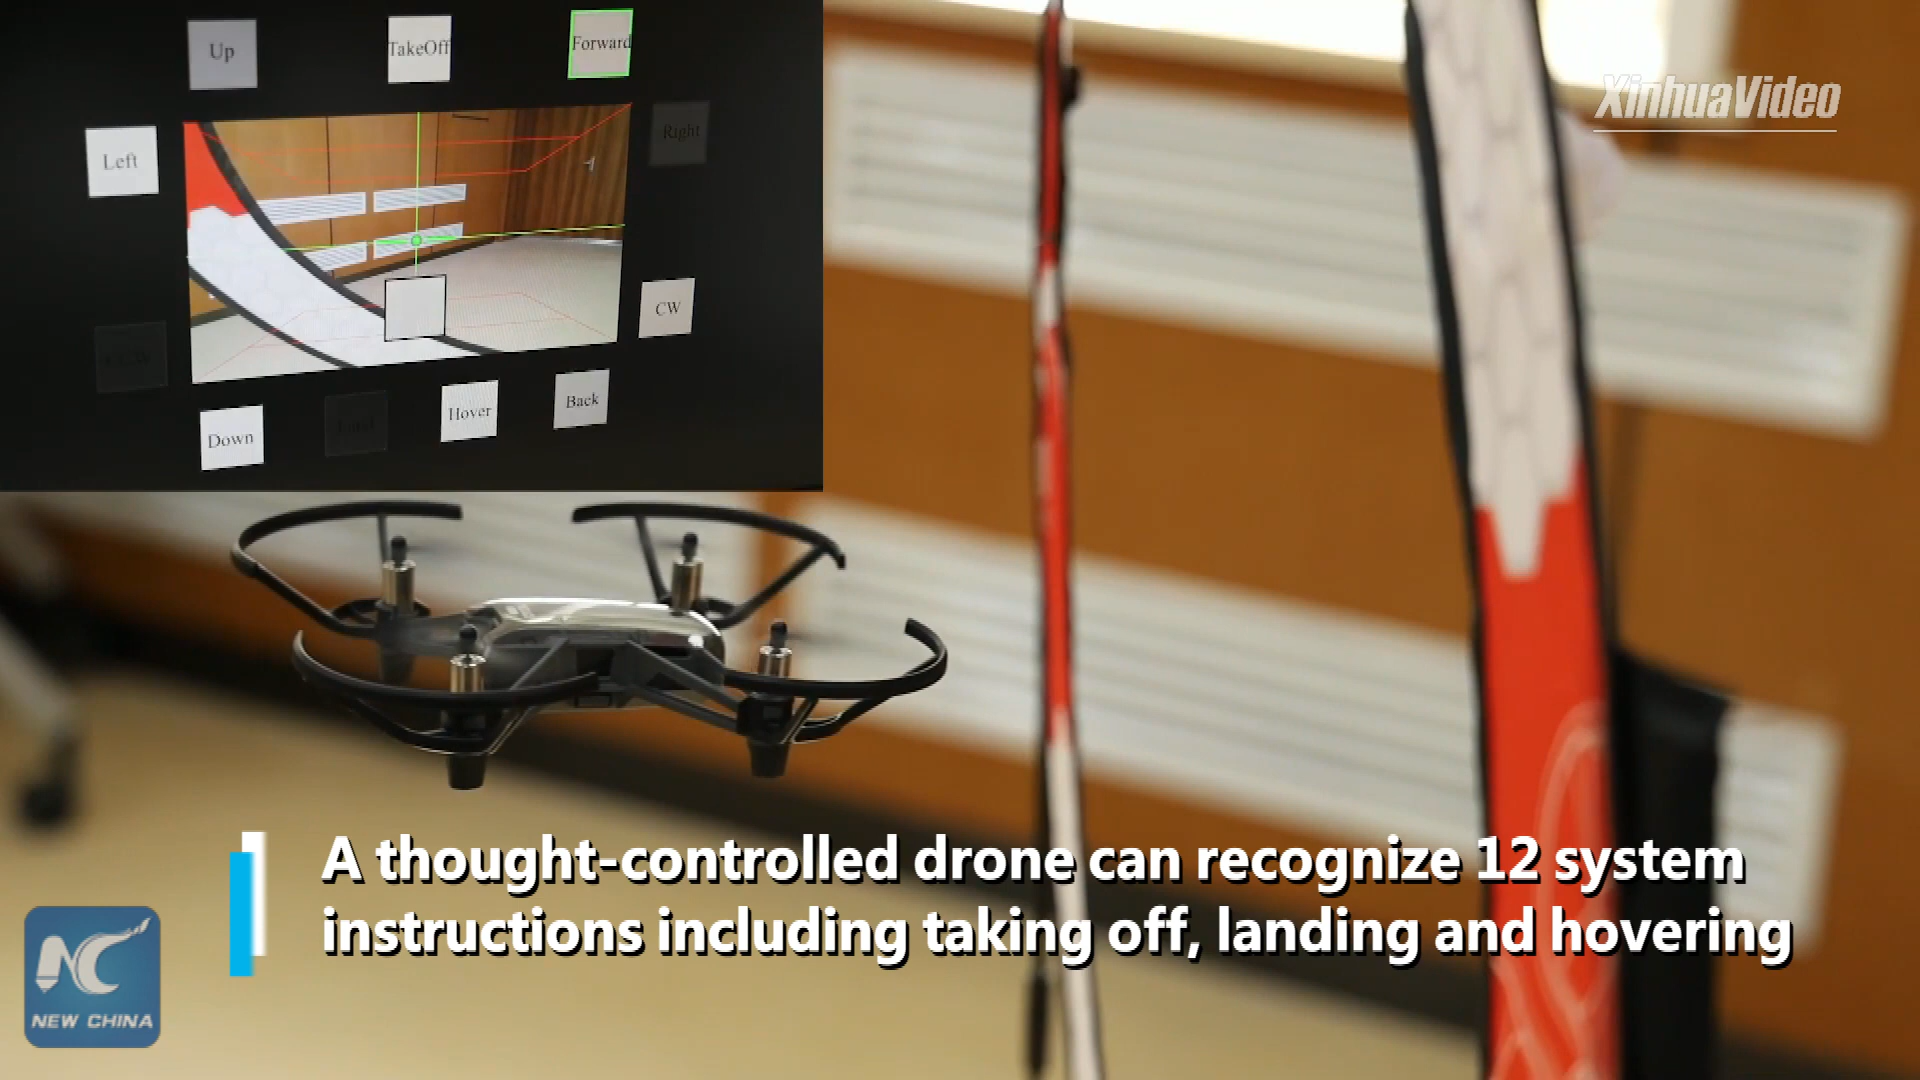 Up
TakeOff
Forward
Left
Right
CW
Down
Hover
Back
XinhuaVideo
A thought-controlled drone can recognize 12 system
instructions including taking off, landing and hovering
NEW CHINA